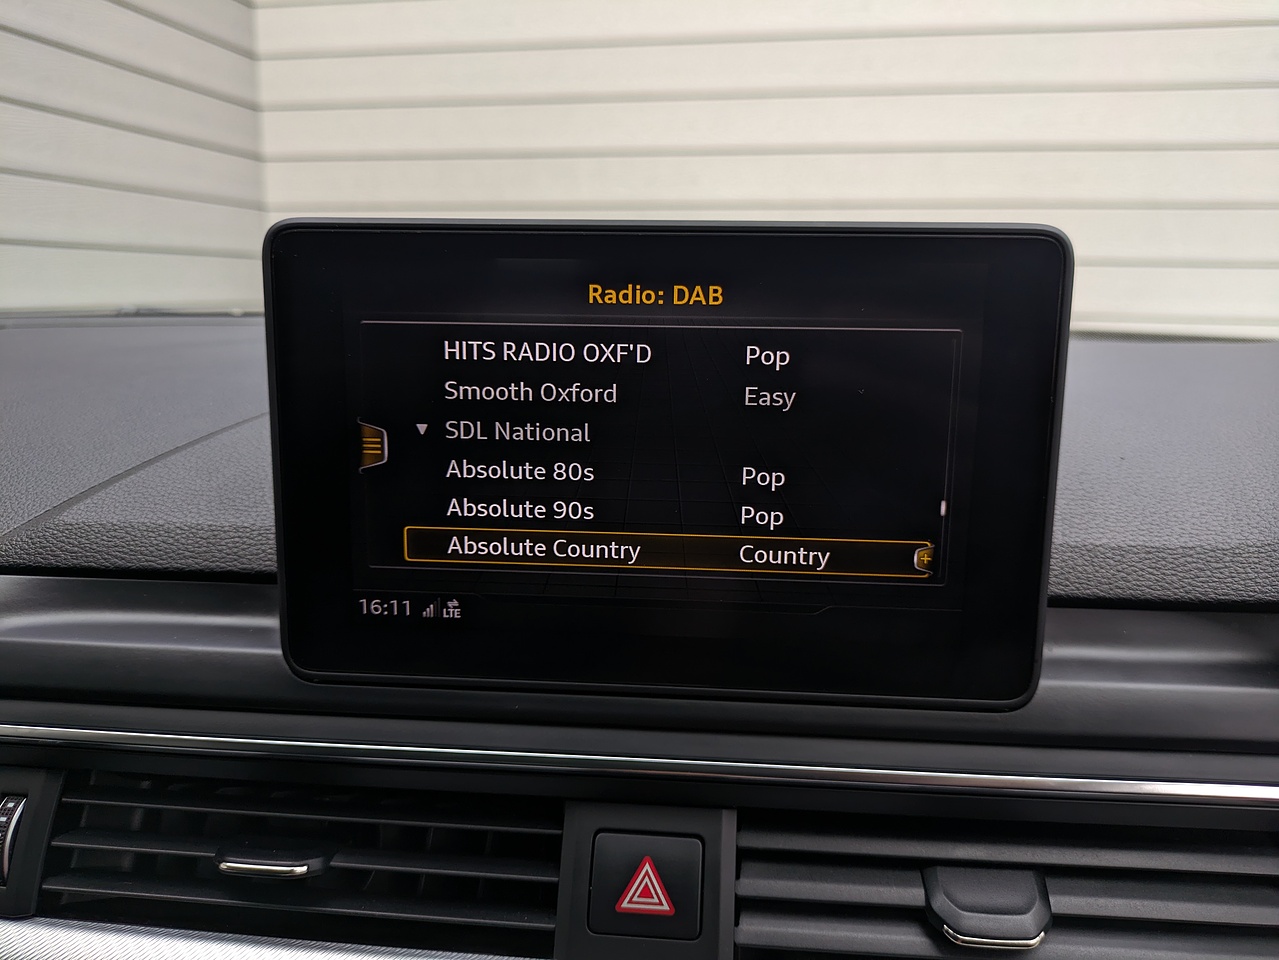 Radio: DAB
HITS RADIO OXF'D Pop
Smooth Oxford Easy
SDL National
Absolute 80s Pop
Absolute 90s Pop
Absolute Country Country
16:11 LTE